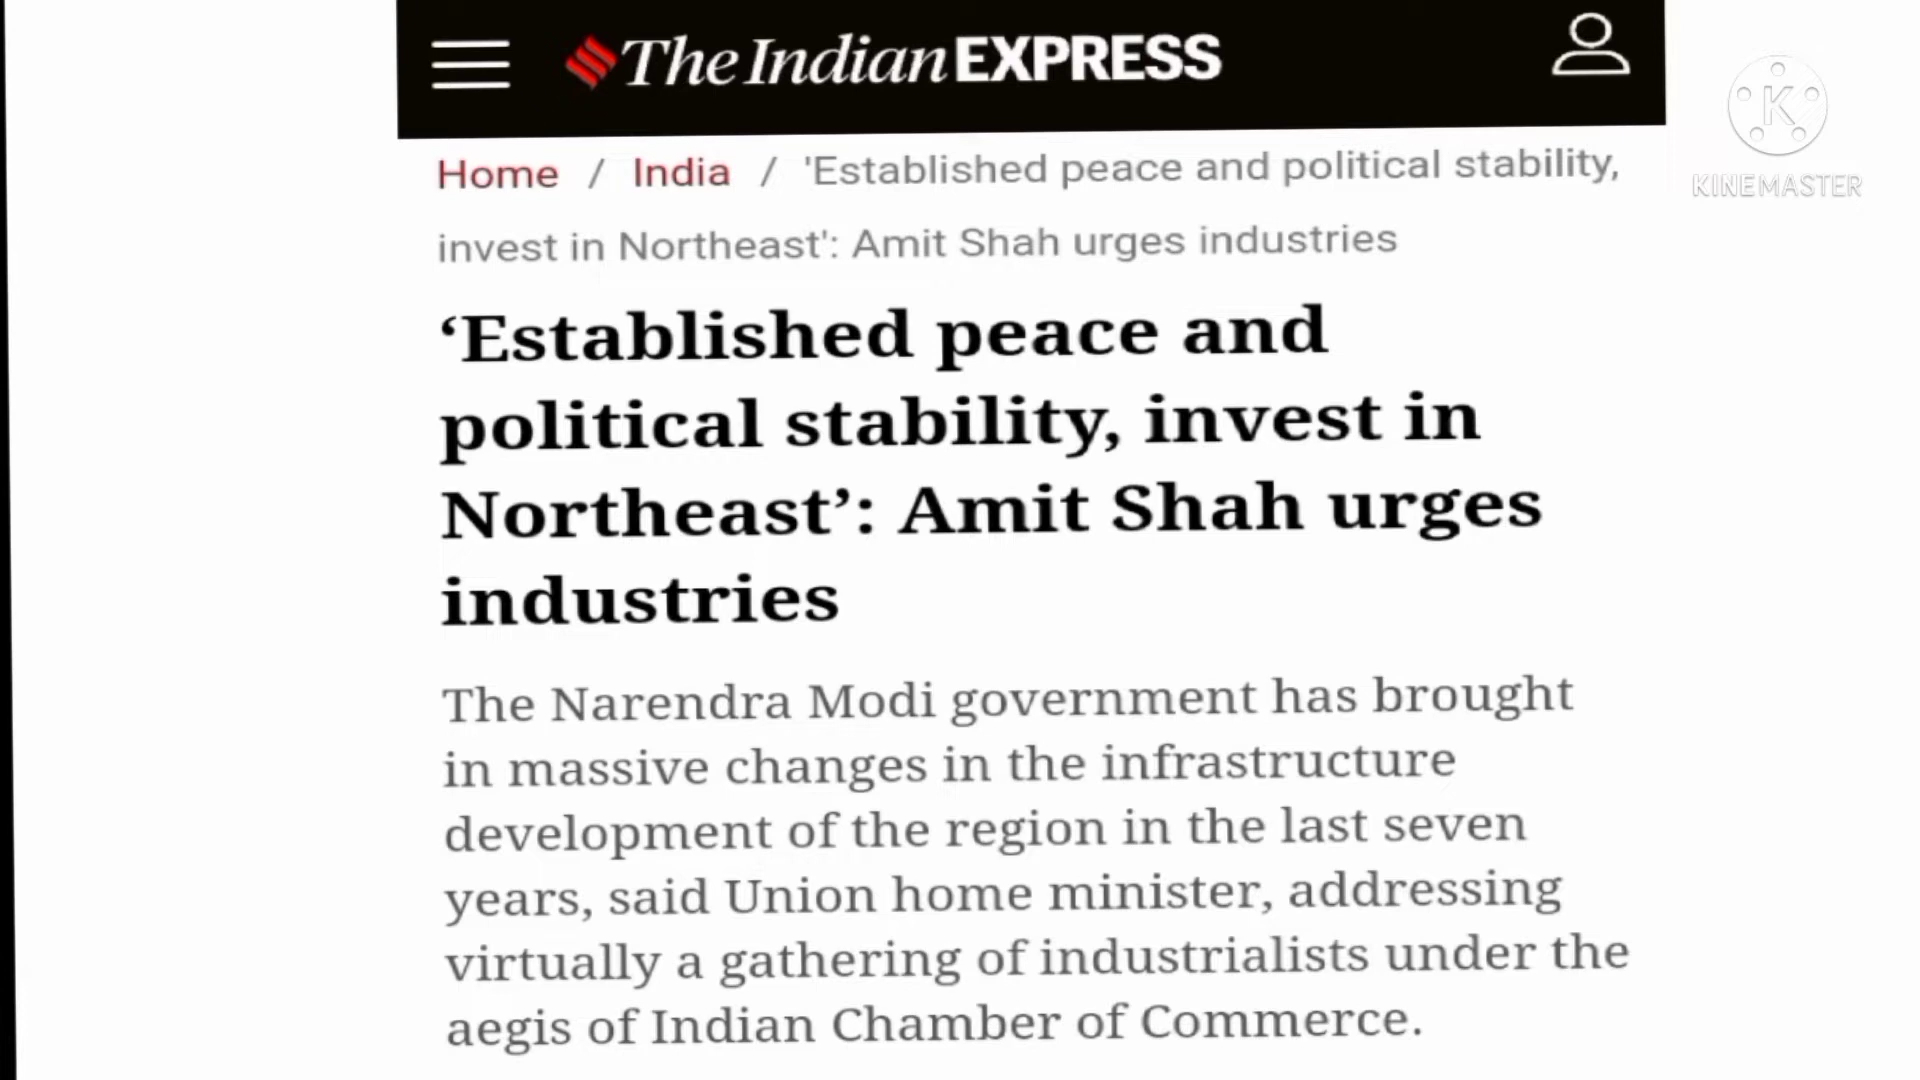 The Indian EXPRESS
K
KINEMASTER
Home / India / 'Established peace and political stability,
invest in Northeast': Amit Shah urges industries
‘Established peace and
political stability, invest in
Northeast’: Amit Shah urges
industries
The Narendra Modi government has brought
in massive changes in the infrastructure
development of the region in the last seven
years, said Union home minister, addressing
virtually a gathering of industrialists under the
aegis of Indian Chamber of Commerce.